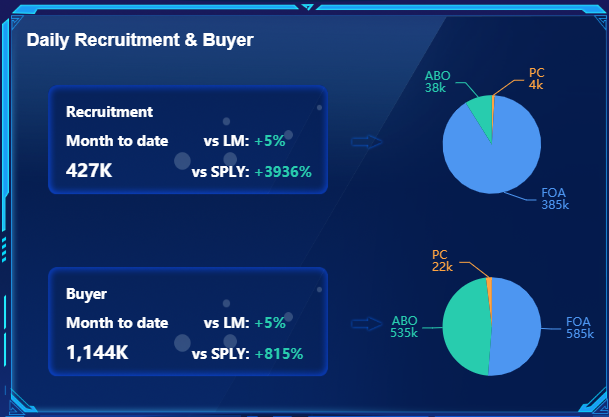 Daily Recruitment & Buyer
Recruitment
Month to date vs LM: +5%
427K vs SPLY: +3936%
ABO
38k
PC
4k
FOA
385k
Buyer
Month to date vs LM: +5%
1,144K vs SPLY: +815%
PC
22k
ABO
535k
FOA
585k